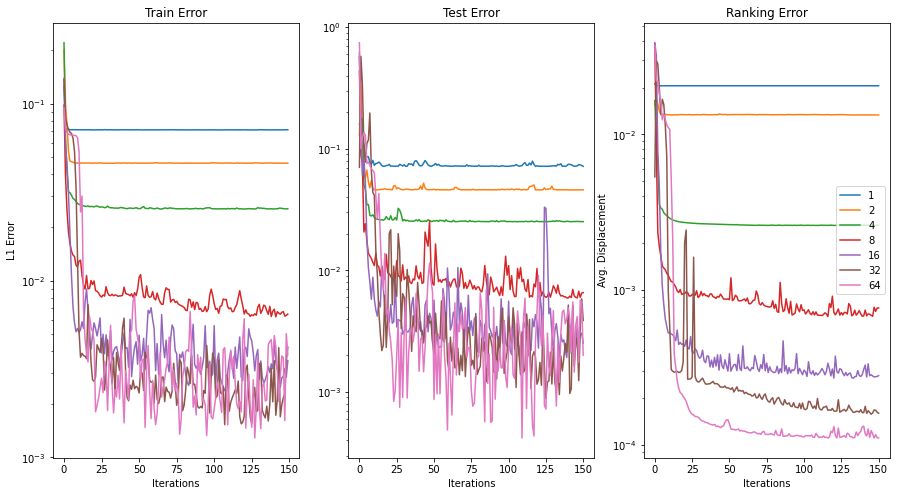 Train Error
L1 Error
10⁻¹
10⁻²
10⁻³
0 25 50 75 100 125 150
Iterations
Test Error
10⁰
10⁻¹
10⁻²
10⁻³
0 25 50 75 100 125 150
Iterations
Ranking Error
Avg. Displacement
10⁻²
10⁻³
10⁻⁴
0 25 50 75 100 125 150
Iterations
1
2
4
8
16
32
64